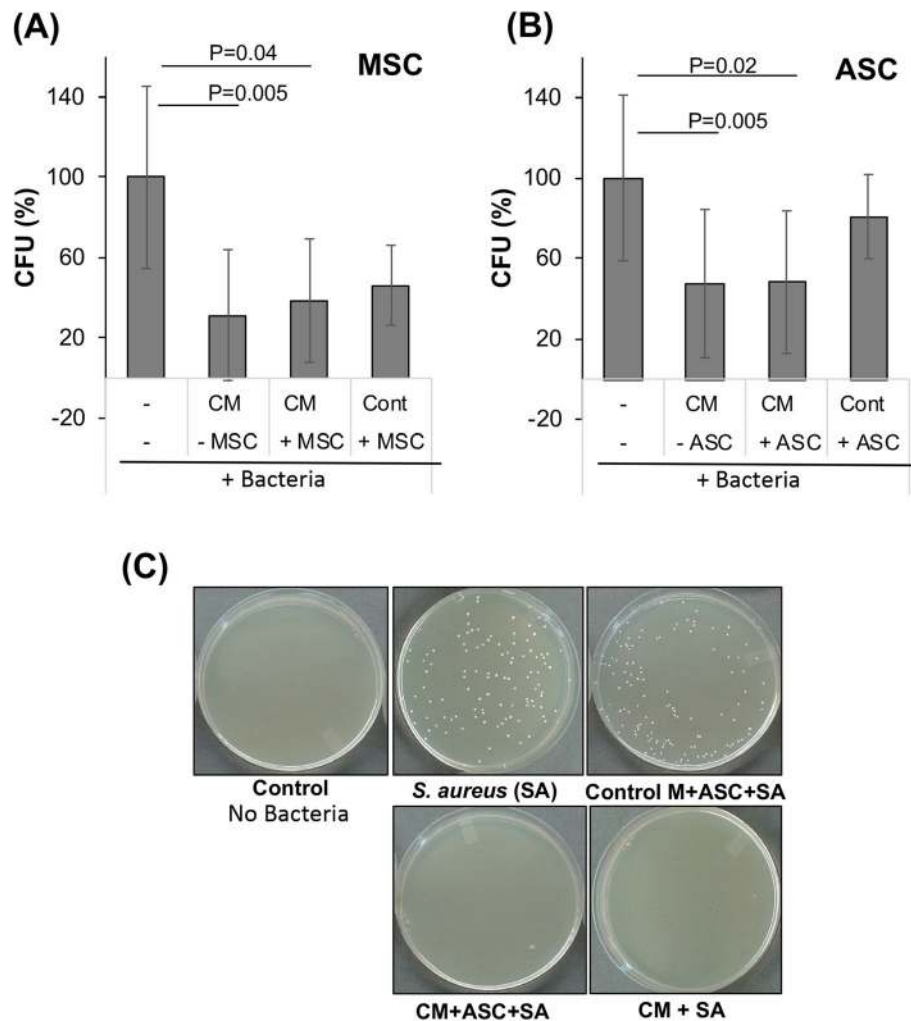 (A)
MSC
P=0.04
P=0.005
CFU (%)
140
100
60
20
-20
- CM CM Cont
- - MSC + MSC + MSC
+ Bacteria
(B)
ASC
P=0.02
P=0.005
CFU (%)
140
100
60
20
-20
- CM CM Cont
- - ASC + ASC + ASC
+ Bacteria
(C)
Control
No Bacteria
S. aureus (SA)
Control M+ASC+SA
CM+ASC+SA
CM + SA